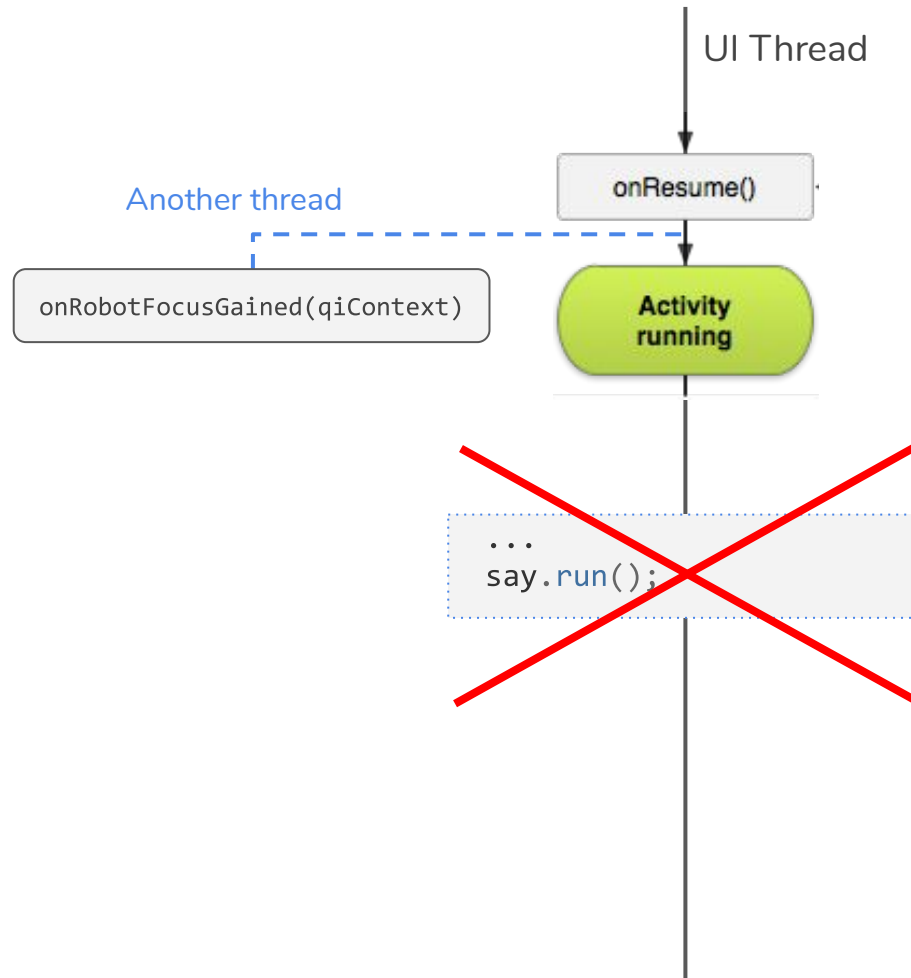 UI Thread
onResume()
Another thread
onRobotFocusGained(qiContext)
Activity
running
...
say.run();